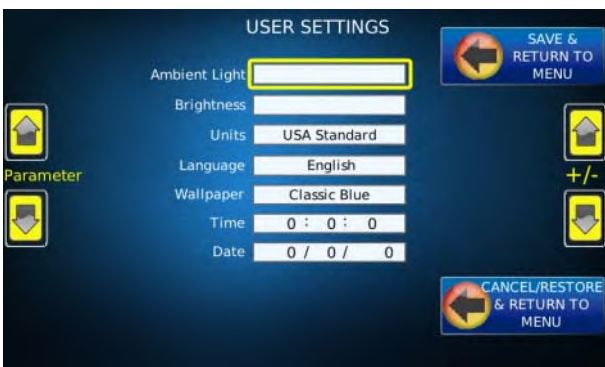 USER SETTINGS
SAVE &
RETURN TO
MENU
Ambient Light
Brightness
Units USA Standard
Parameter
Language English
+/-
Wallpaper Classic Blue
Time 0 : 0 : 0
Date 0 / 0 / 0
CANCEL/RESTORE
& RETURN TO
MENU